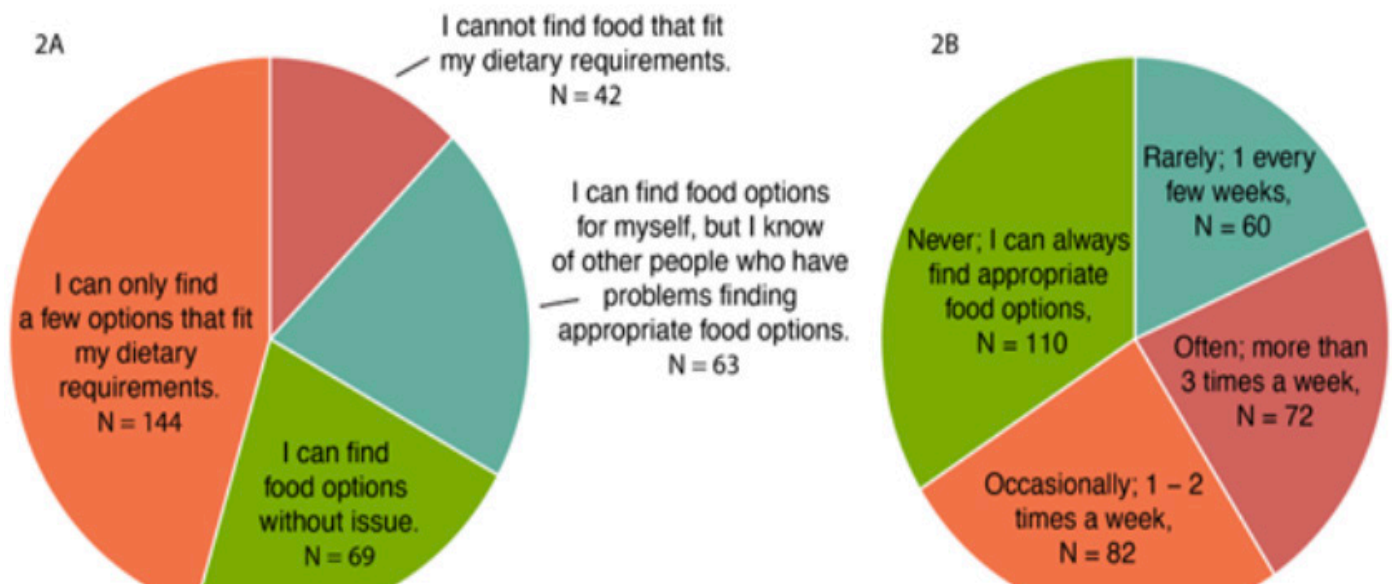 2A
I cannot find food that fit
my dietary requirements.
N = 42
I can find food options
for myself, but I know
of other people who have
problems finding
appropriate food options.
N = 63
I can only find
a few options that fit
my dietary
requirements.
N = 144
I can find
food options
without issue.
N = 69
2B
Rarely; 1 every
few weeks,
N = 60
Never; I can always
find appropriate
food options,
N = 110
Often; more than
3 times a week,
N = 72
Occasionally; 1 – 2
times a week,
N = 82